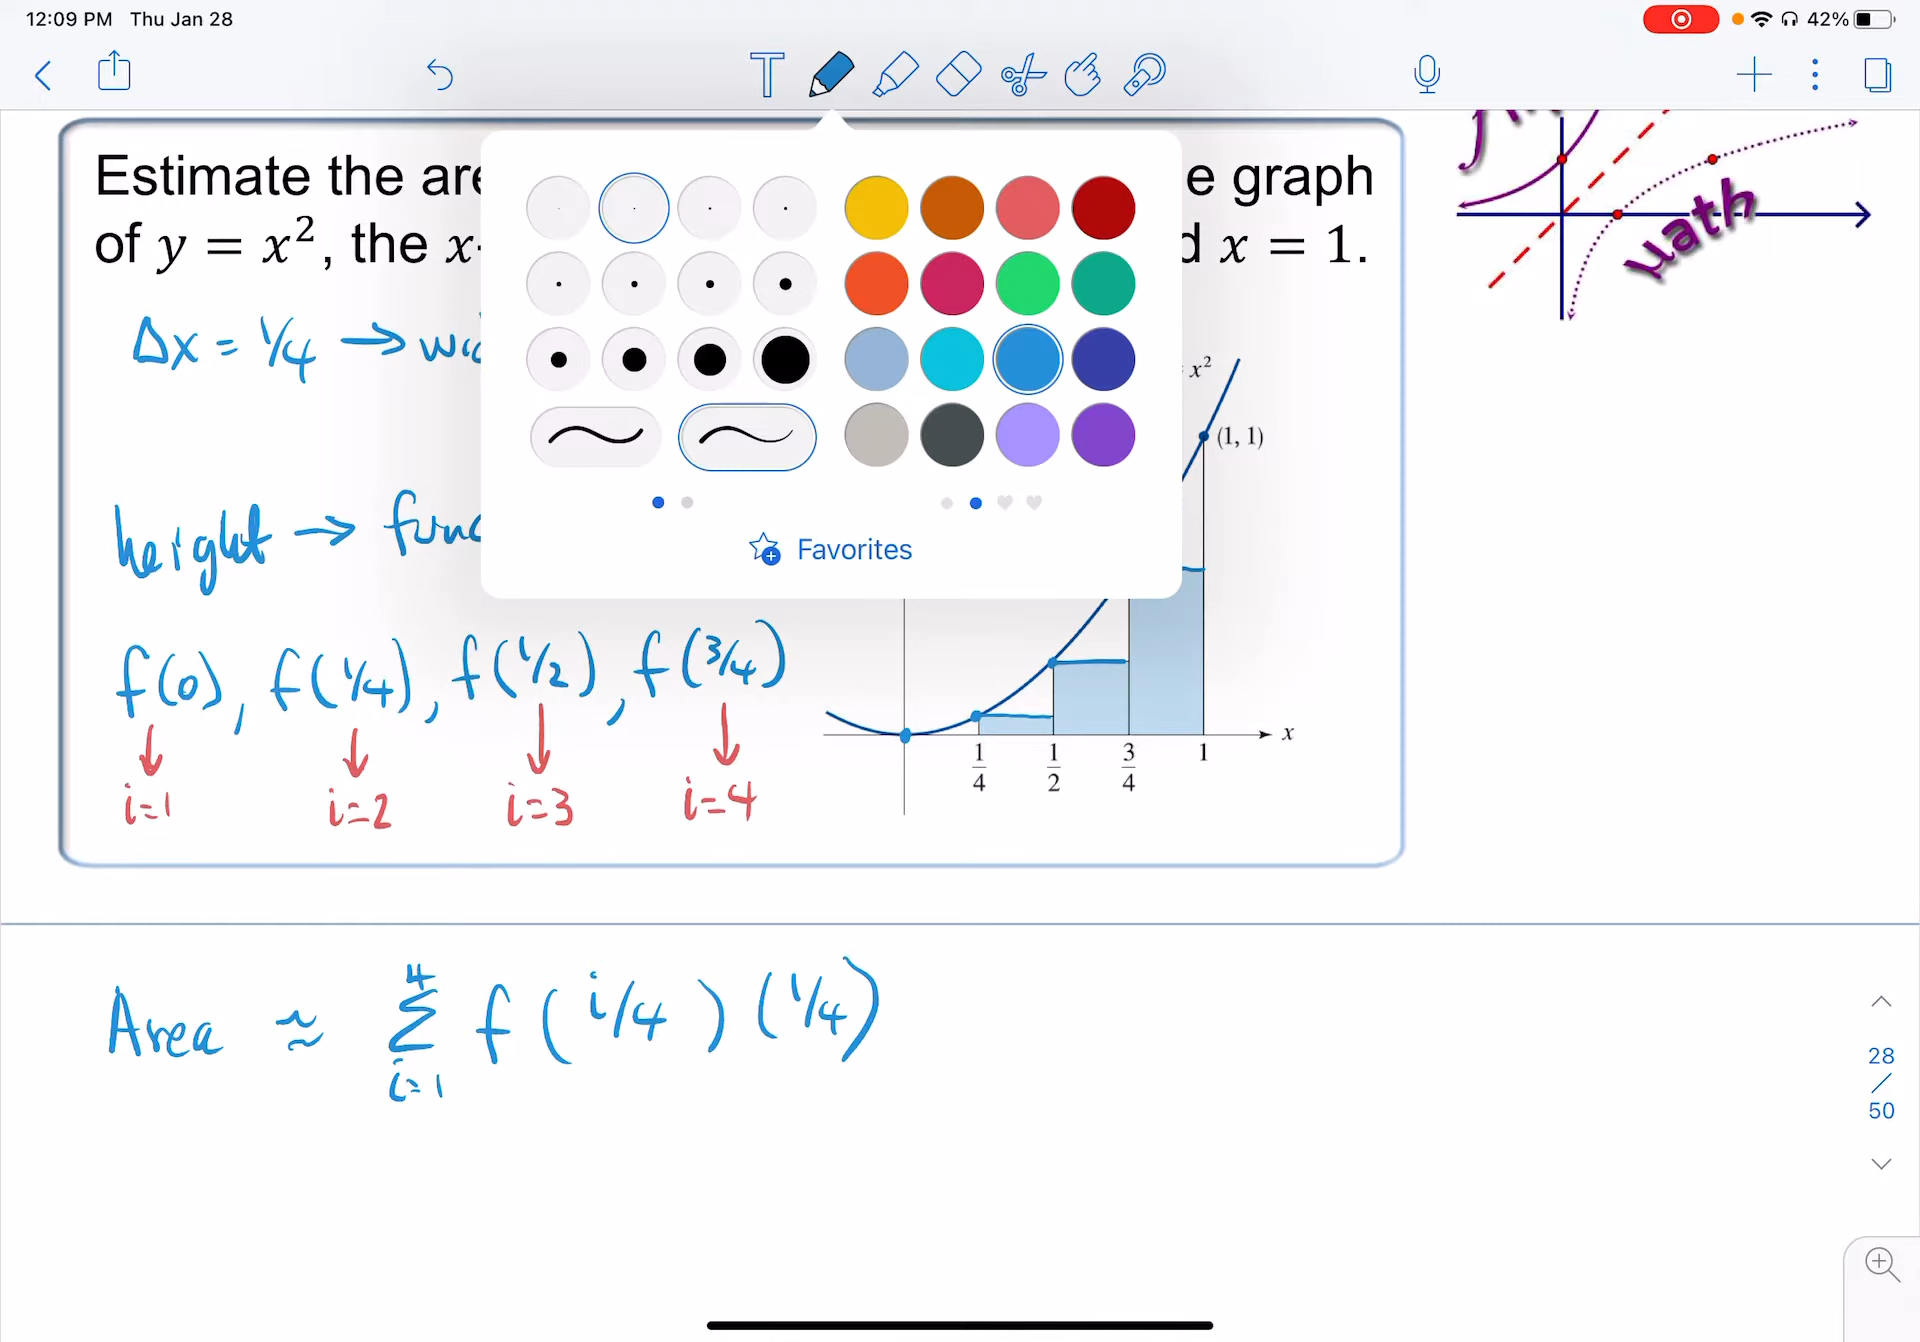 12:09 PM Thu Jan 28
42%
T
Estimate the are
e graph
of y = x², the x-
d x = 1.
Math
Δx = 1/4 → wid
x²
(1, 1)
height → func
Favorites
f(0), f(1/4), f(1/2), f(3/4)
x
1/4 1/2 3/4 1
i=1 i=2 i=3 i=4
Area ≈ 4 Σ i=1 f(i/4)(1/4)
28
/
50